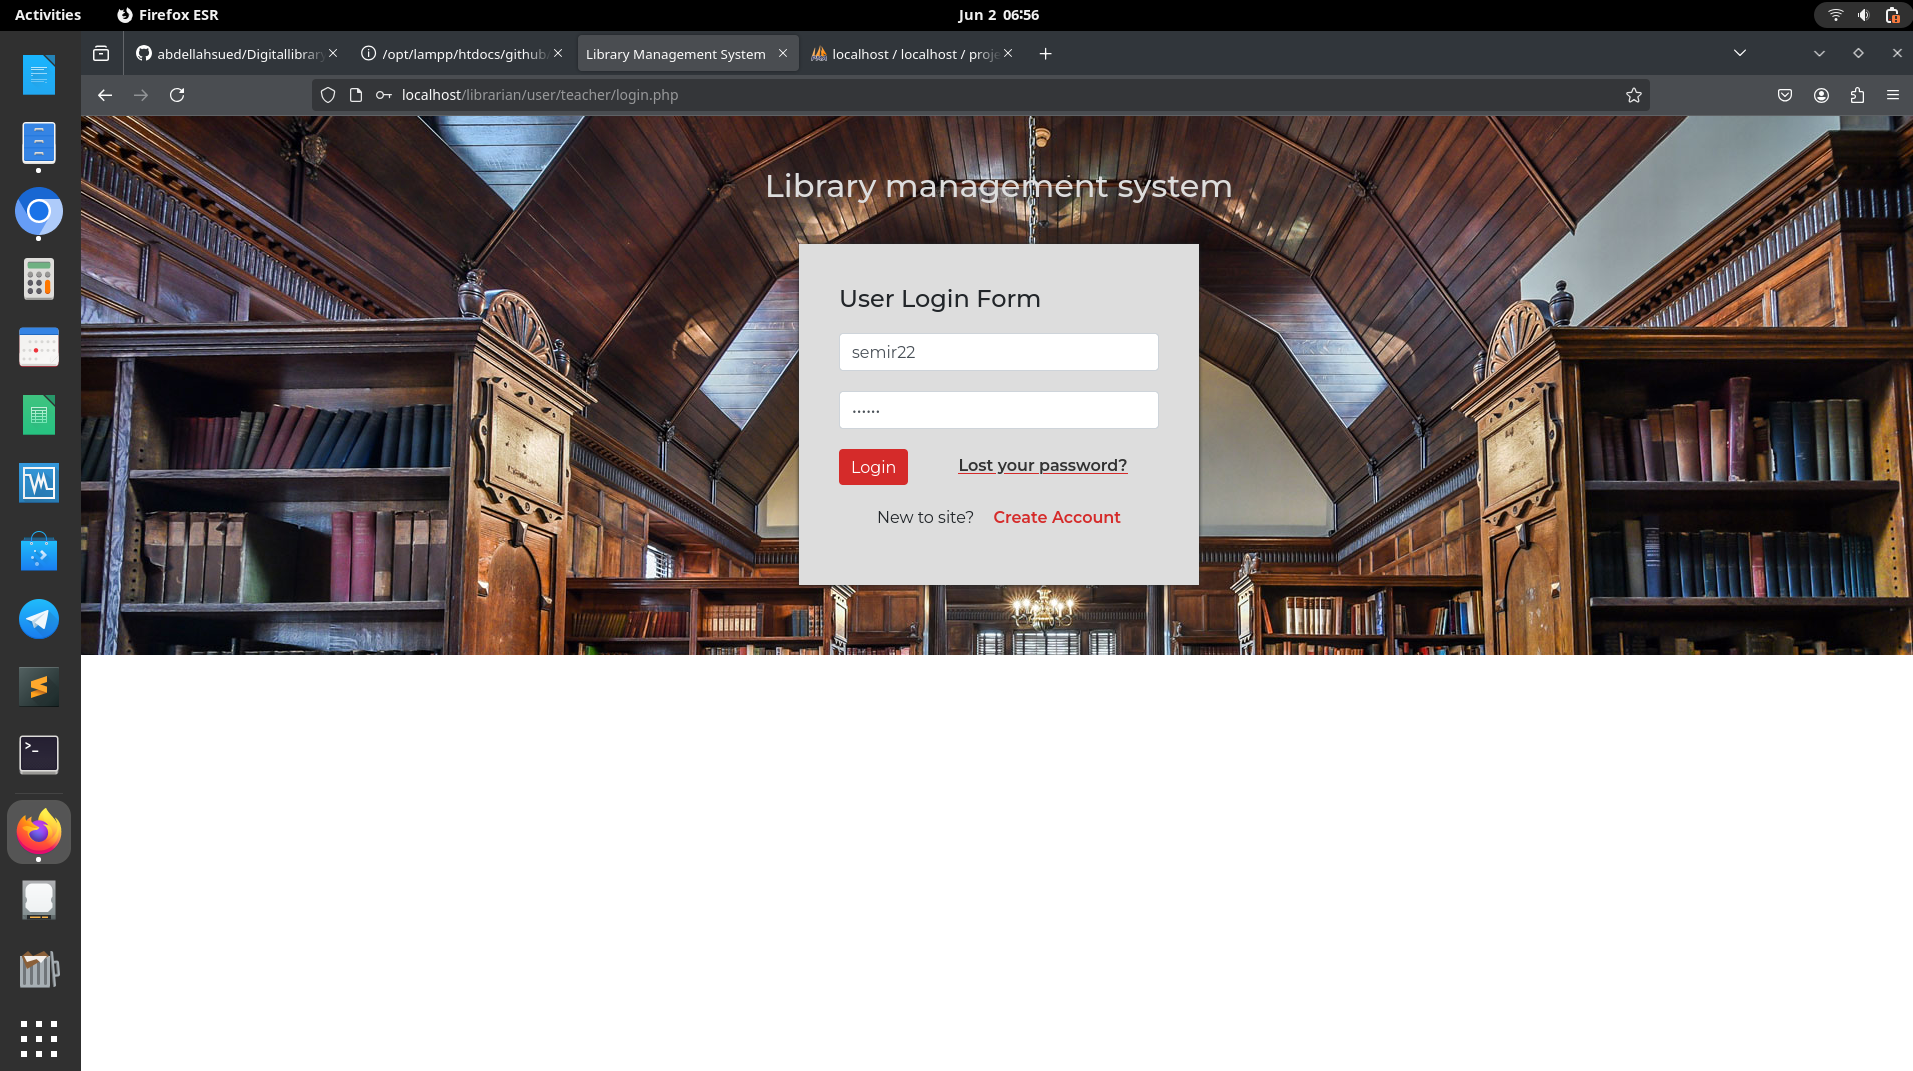 Activities
Firefox ESR
Jun 2 06:56
abdellahsued/Digitallibrary
/opt/lampp/htdocs/github/
Library Management System
localhost / localhost / proje
localhost/librarian/user/teacher/login.php
Library management system
User Login Form
semir22
••••••
Login
Lost your password?
New to site? Create Account